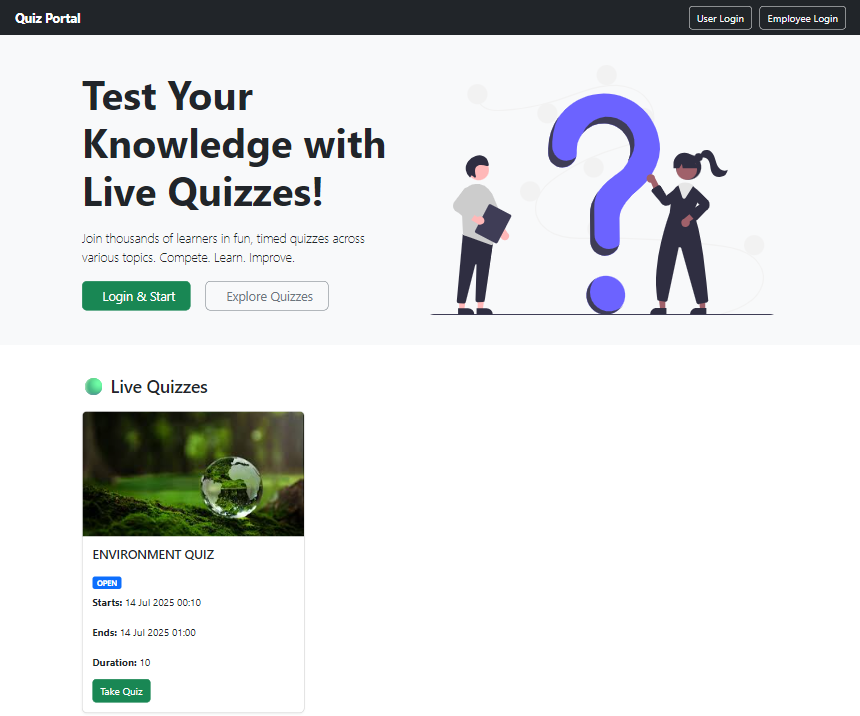 Quiz Portal
User Login
Employee Login
Test Your
Knowledge with
Live Quizzes!
Join thousands of learners in fun, timed quizzes across
various topics. Compete. Learn. Improve.
Login & Start
Explore Quizzes
Live Quizzes
ENVIRONMENT QUIZ
OPEN
Starts: 14 Jul 2025 00:10
Ends: 14 Jul 2025 01:00
Duration: 10
Take Quiz